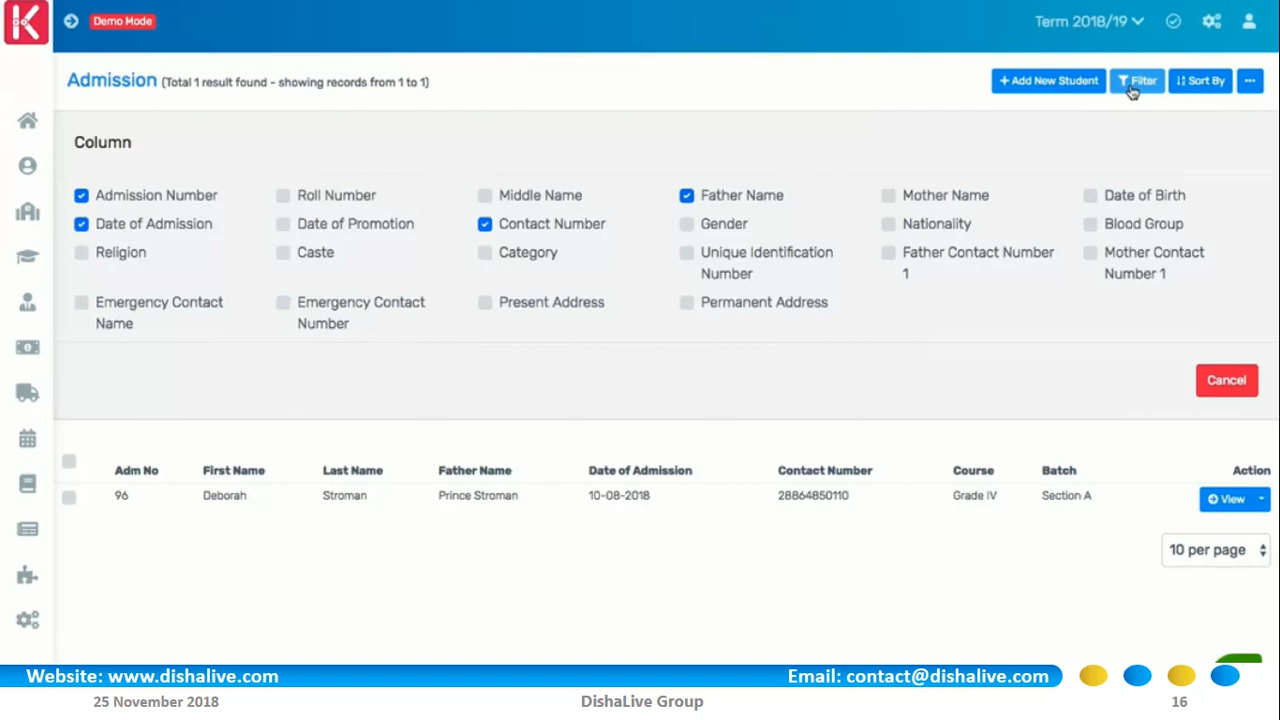 K
Demo Mode
Term 2018/19
Admission (Total 1 result found - showing records from 1 to 1)
+ Add New Student
Filter
Sort By
Column
Admission Number
Roll Number
Middle Name
Father Name
Mother Name
Date of Birth
Date of Admission
Date of Promotion
Contact Number
Gender
Nationality
Blood Group
Religion
Caste
Category
Unique Identification
Number
Father Contact Number
1
Mother Contact
Number 1
Emergency Contact
Name
Emergency Contact
Number
Present Address
Permanent Address
Cancel
Adm No First Name Last Name Father Name Date of Admission Contact Number Course Batch Action
96 Deborah Stroman Prince Stroman 10-08-2018 28864850110 Grade IV Section A View
10 per page
Website: www.dishalive.com Email: contact@dishalive.com
25 November 2018 DishaLive Group 16